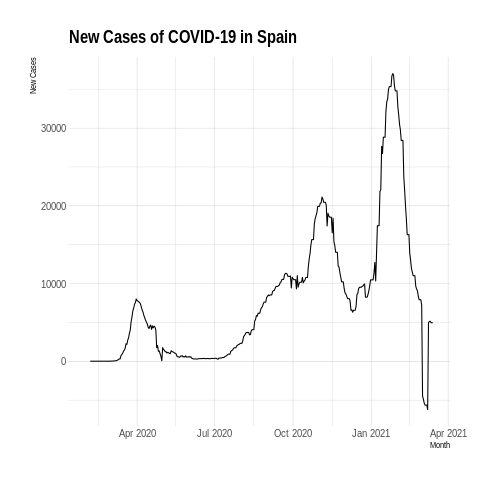 New Cases of COVID-19 in Spain
New Cases
30000
20000
10000
0
Apr 2020 Jul 2020 Oct 2020 Jan 2021 Apr 2021
Month